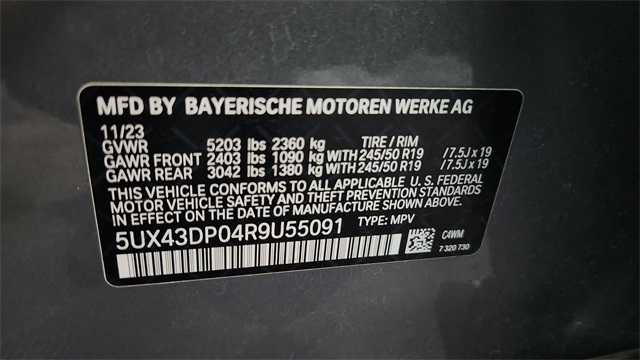 MFD BY BAYERISCHE MOTOREN WERKE AG
11/23
GVWR 5203 lbs 2360 kg TIRE / RIM
GAWR FRONT 2403 lbs 1090 kg WITH 245/50 R19 / 7.5J x 19
GAWR REAR 3042 lbs 1380 kg WITH 245/50 R19 / 7.5J x 19
THIS VEHICLE CONFORMS TO ALL APPLICABLE U. S. FEDERAL
MOTOR VEHICLE SAFETY AND THEFT PREVENTION STANDARDS
IN EFFECT ON THE DATE OF MANUFACTURE SHOWN ABOVE.
5UX43DP04R9U55091 TYPE: MPV
C4WM
7 320 730